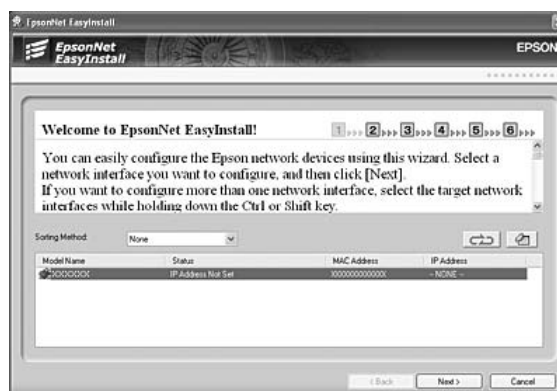 EpsonNet EasyInstall
EpsonNet
EasyInstall
EPSON
Welcome to EpsonNet EasyInstall!
1 2 3 4 5 6
You can easily configure the Epson network devices using this wizard. Select a
network interface you want to configure, and then click [Next].
If you want to configure more than one network interface, select the target network
interfaces while holding down the Ctrl or Shift key.
Sorting Method: None
Model Name Status MAC Address IP Address
XXXXXXX IP Address Not Set XXXXXXXXXXXX - NONE -
< Back Next > Cancel